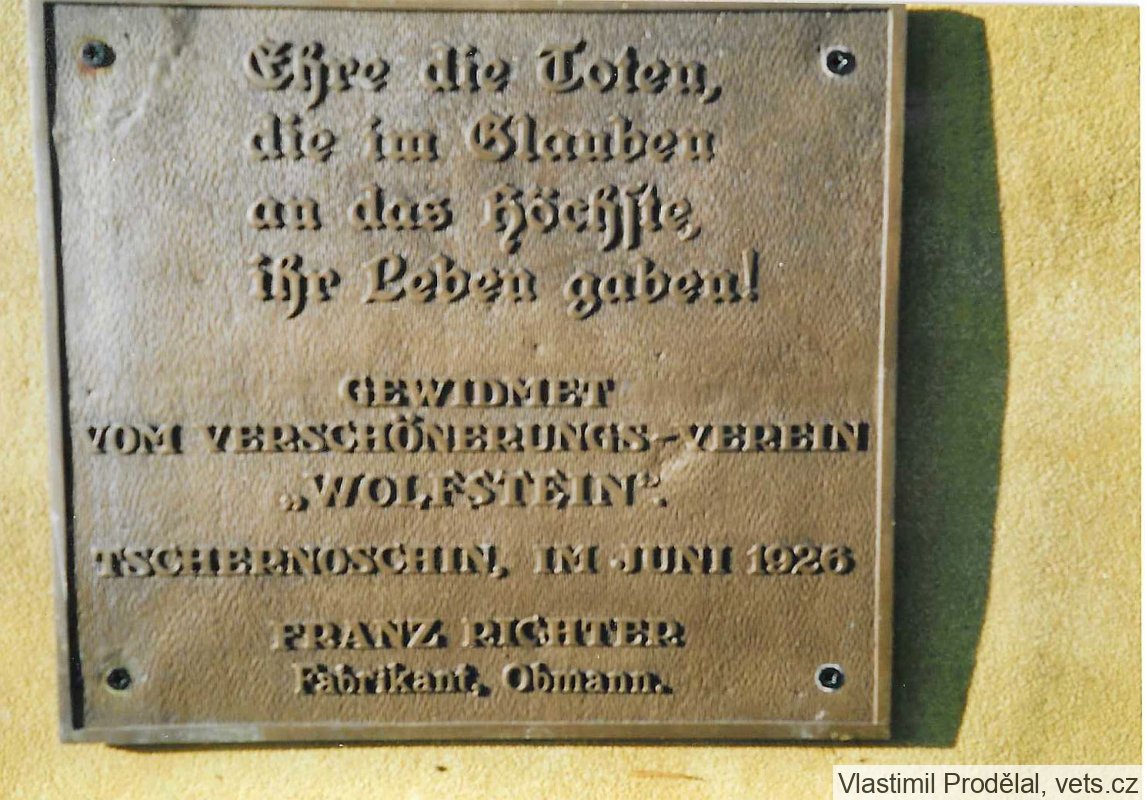 Ehre die Toten,
die im Glauben
an das Höchste,
ihr Leben gaben!
GEWIDMET
VOM VERSCHÖNERUNGS-VEREIN
„WOLFSTEIN".
TSCHERNOSCHIN, IM JUNI 1926
FRANZ RICHTER
Fabrikant, Obmann.
Vlastimil Prodělal, vets.cz